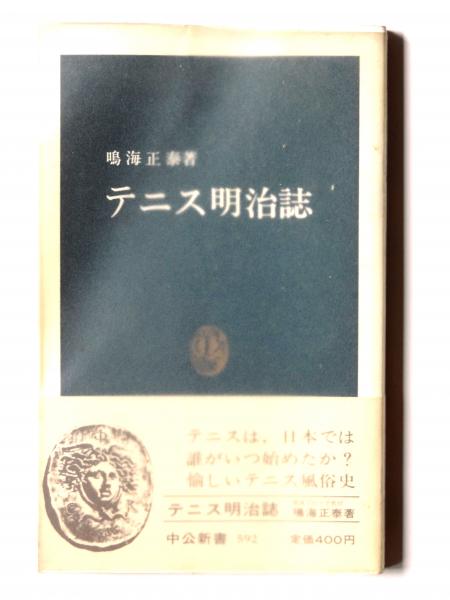 鳴海正泰著
テニス明治誌
テニスは、日本では
誰がいつ始めたか?
愉しいテニス風俗史
テニス明治誌
鳴海正泰著
中公新書 592
定価400円